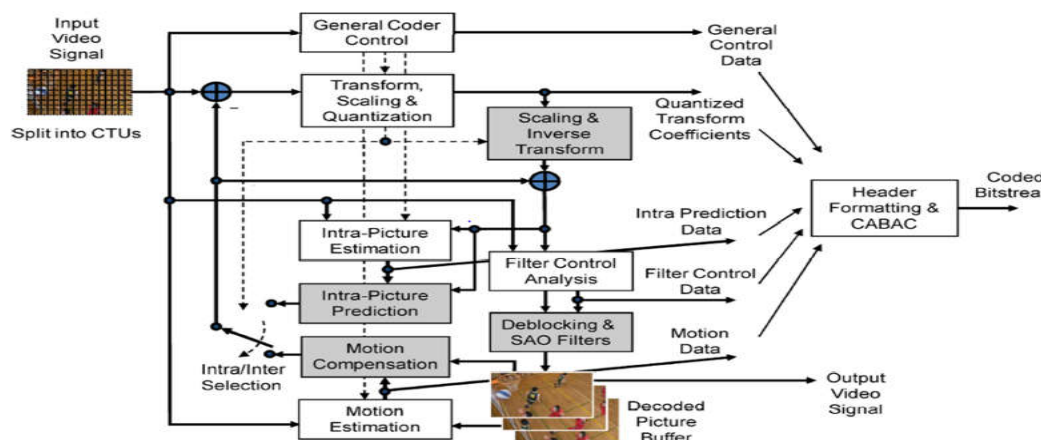 Input
Video
Signal
Split into CTUs
General Coder
Control
Transform,
Scaling &
Quantization
Scaling &
Inverse
Transform
Intra-Picture
Estimation
Intra-Picture
Prediction
Filter Control
Analysis
Deblocking &
SAO Filters
Motion
Compensation
Motion
Estimation
Intra/Inter
Selection
Decoded
Picture
Buffer
General
Control
Data
Quantized
Transform
Coefficients
Intra Prediction
Data
Filter Control
Data
Motion
Data
Header
Formatting &
CABAC
Coded
Bitstream
Output
Video
Signal